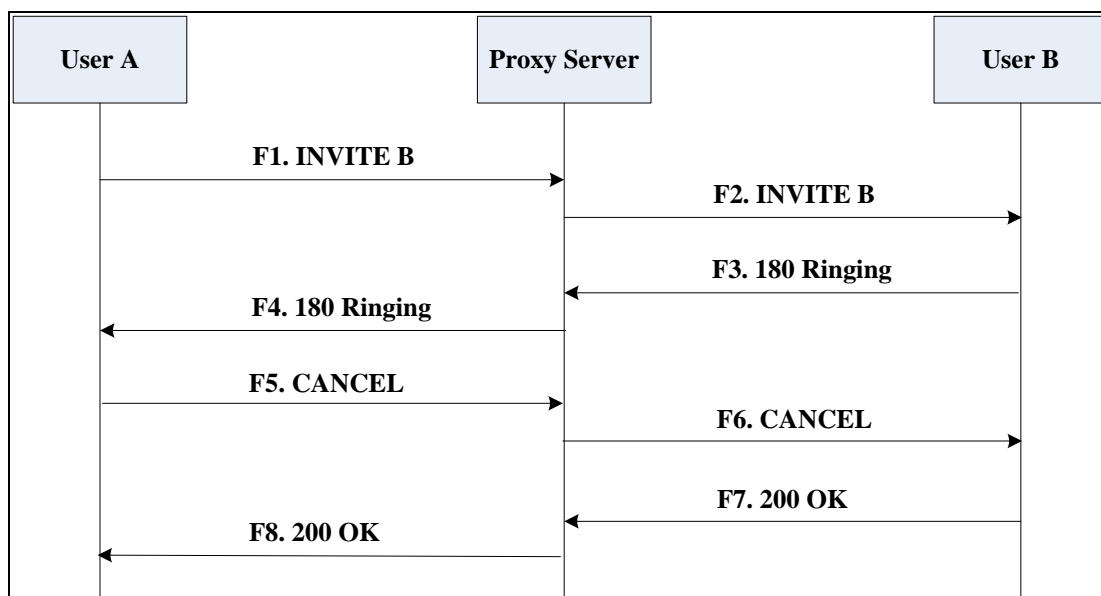 User A
Proxy Server
User B
F1. INVITE B
F2. INVITE B
F3. 180 Ringing
F4. 180 Ringing
F5. CANCEL
F6. CANCEL
F7. 200 OK
F8. 200 OK